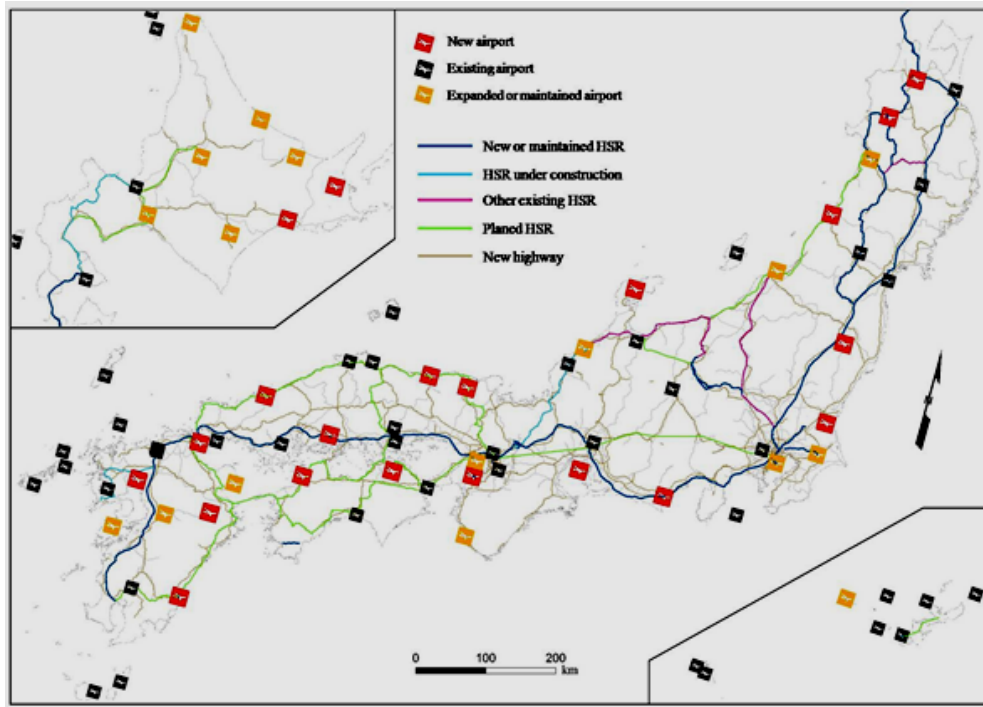 New airport
Existing airport
Expanded or maintained airport
New or maintained HSR
HSR under construction
Other existing HSR
Planed HSR
New highway
0 100 200
km